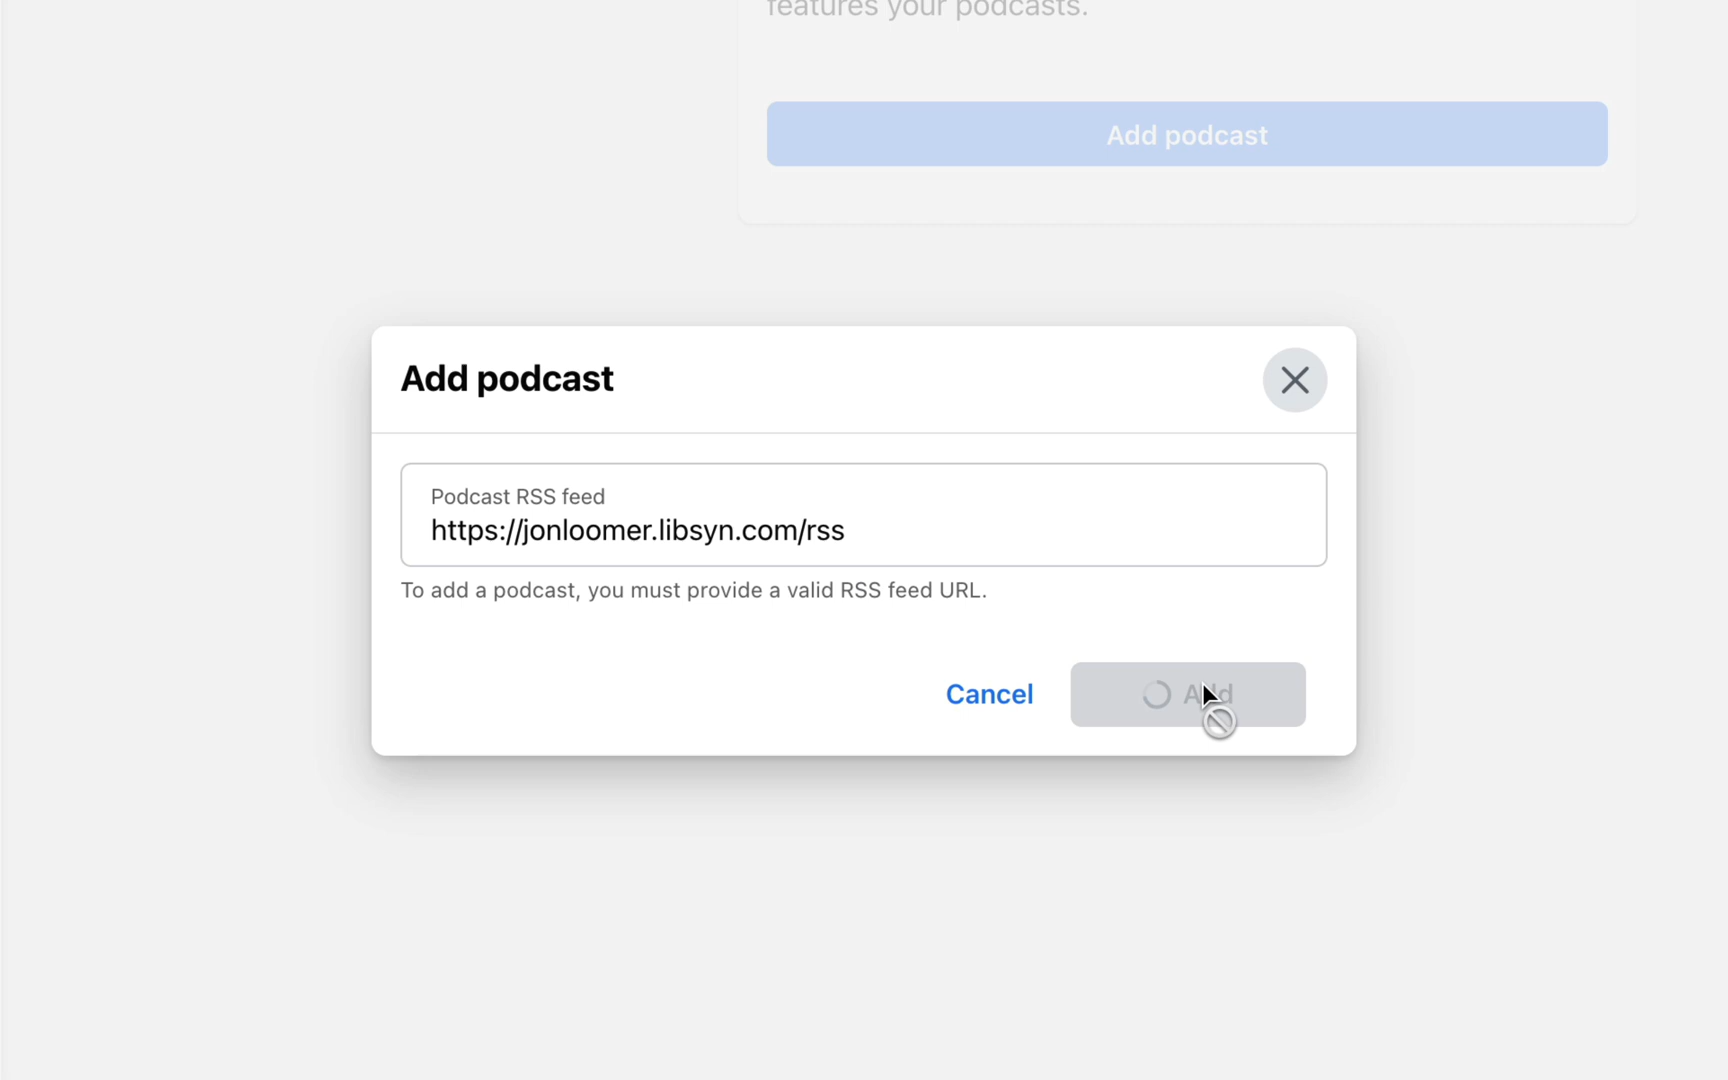 features your podcasts.
Add podcast
Add podcast
Podcast RSS feed
https://jonloomer.libsyn.com/rss
To add a podcast, you must provide a valid RSS feed URL.
Cancel
Add